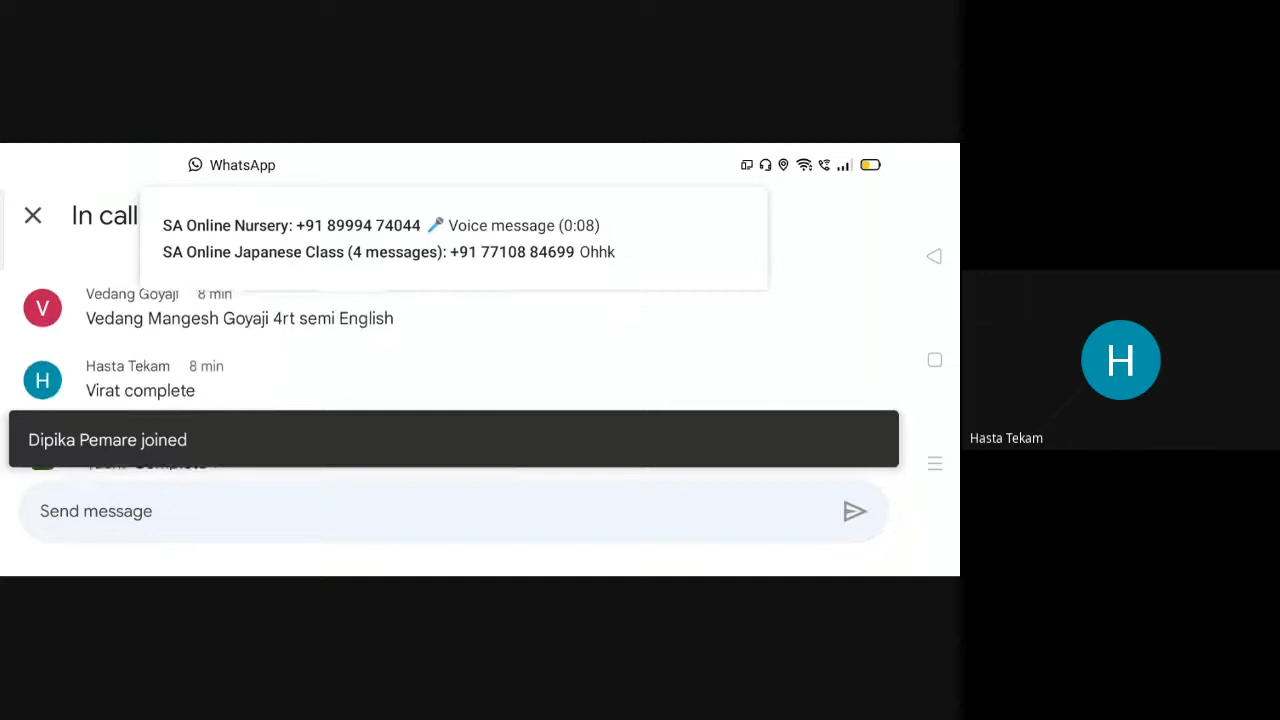 WhatsApp
In call
SA Online Nursery: +91 89994 74044 🎤 Voice message (0:08)
SA Online Japanese Class (4 messages): +91 77108 84699 Ohhk
V
Vedang Goyaji 8 min
Vedang Mangesh Goyaji 4rt semi English
H
Hasta Tekam 8 min
Virat complete
Dipika Pemare joined
Send message
H
Hasta Tekam